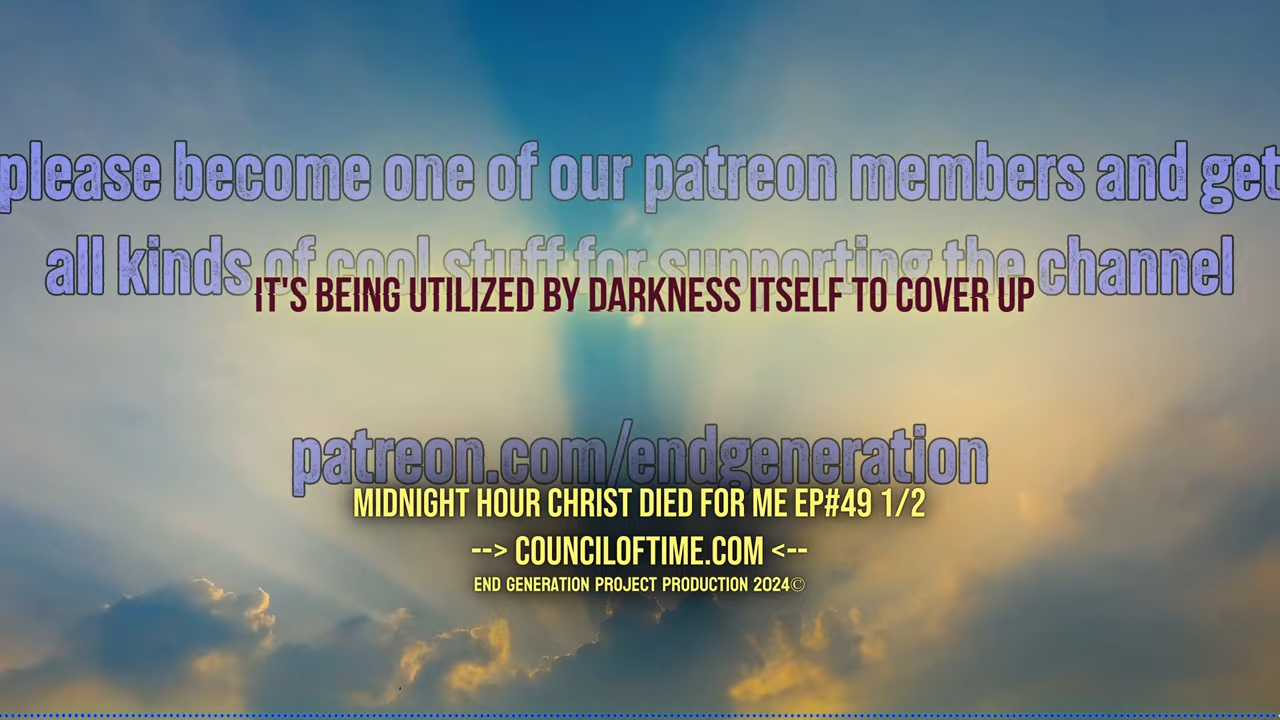 please become one of our patreon members and get
all kinds of cool stuff for supporting the channel
IT'S BEING UTILIZED BY DARKNESS ITSELF TO COVER UP
patreon.com/endgeneration
MIDNIGHT HOUR CHRIST DIED FOR ME EP#49 1/2
--> COUNCILOFTIME.COM <--
END GENERATION PROJECT PRODUCTION 2024©